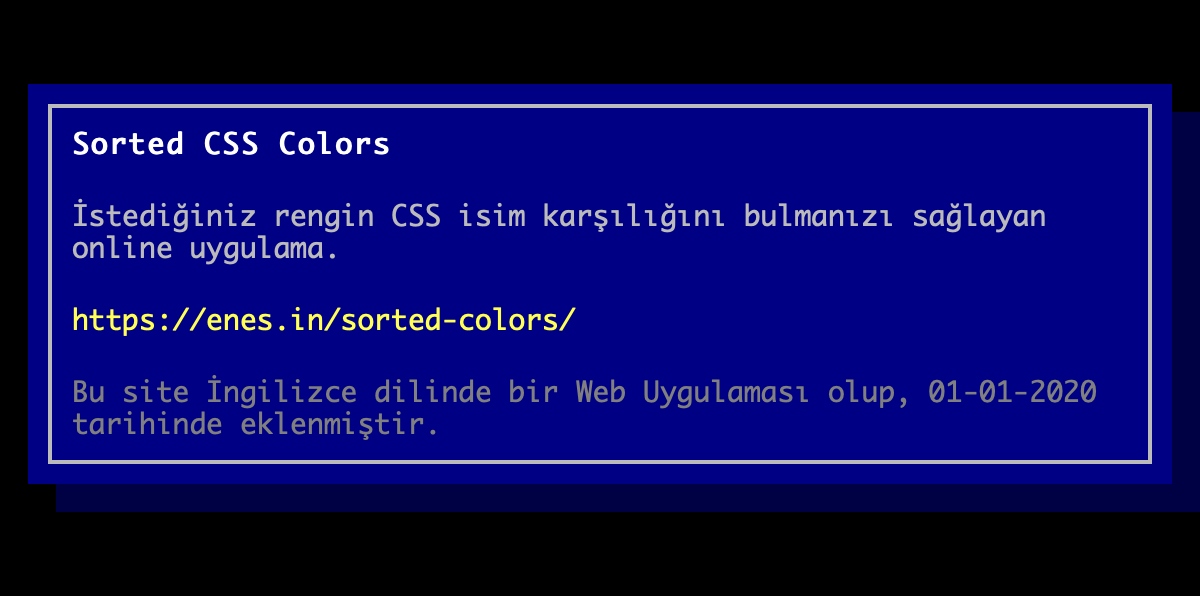 Sorted CSS Colors
İstediğiniz rengin CSS isim karşılığını bulmanızı sağlayan
online uygulama.
https://enes.in/sorted-colors/
Bu site İngilizce dilinde bir Web Uygulaması olup, 01-01-2020
tarihinde eklenmiştir.